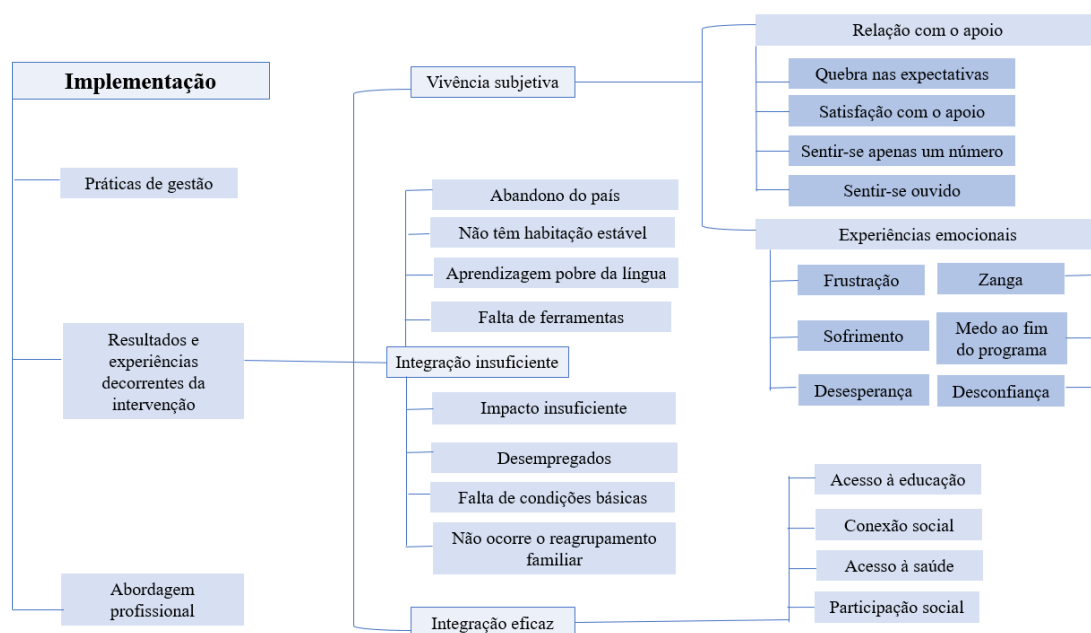 Implementação
Práticas de gestão
Resultados e
experiências
decorrentes da
intervenção
Abordagem
profissional
Vivência subjetiva
Abandono do país
Não têm habitação estável
Aprendizagem pobre da língua
Falta de ferramentas
Integração insuficiente
Impacto insuficiente
Desempregados
Falta de condições básicas
Não ocorre o reagrupamento
familiar
Integração eficaz
Relação com o apoio
Quebra nas expectativas
Satisfação com o apoio
Sentir-se apenas um número
Sentir-se ouvido
Experiências emocionais
Frustração
Zanga
Sofrimento
Medo ao fim
do programa
Desesperança
Desconfiança
Acesso à educação
Conexão social
Acesso à saúde
Participação social